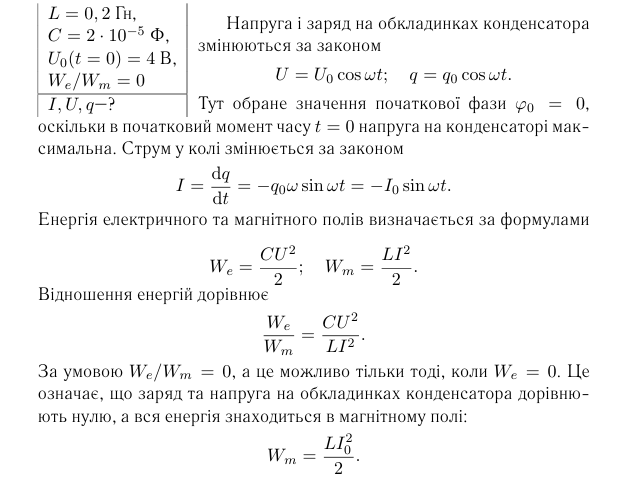 L = 0, 2 Гн,
C = 2 · 10⁻⁵ Ф,
U₀(t = 0) = 4 В,
Wₑ/Wₘ = 0
I, U, q−?
Напруга і заряд на обкладинках конденсатора
змінюються за законом
U = U₀ cos ωt; q = q₀ cos ωt.
Тут обране значення початкової фази φ₀ = 0,
оскільки в початковий момент часу t = 0 напруга на конденсаторі мак-
симальна. Струм у колі змінюється за законом
I = dq/dt = −q₀ω sin ωt = −I₀ sin ωt.
Енергія електричного та магнітного полів визначається за формулами
Wₑ = CU²/2; Wₘ = LI²/2.
Відношення енергій дорівнює
Wₑ/Wₘ = CU²/LI².
За умовою Wₑ/Wₘ = 0, а це можливо тільки тоді, коли Wₑ = 0. Це
означає, що заряд та напруга на обкладинках конденсатора дорівню-
ють нулю, а вся енергія знаходиться в магнітному полі:
Wₘ = LI₀²/2.